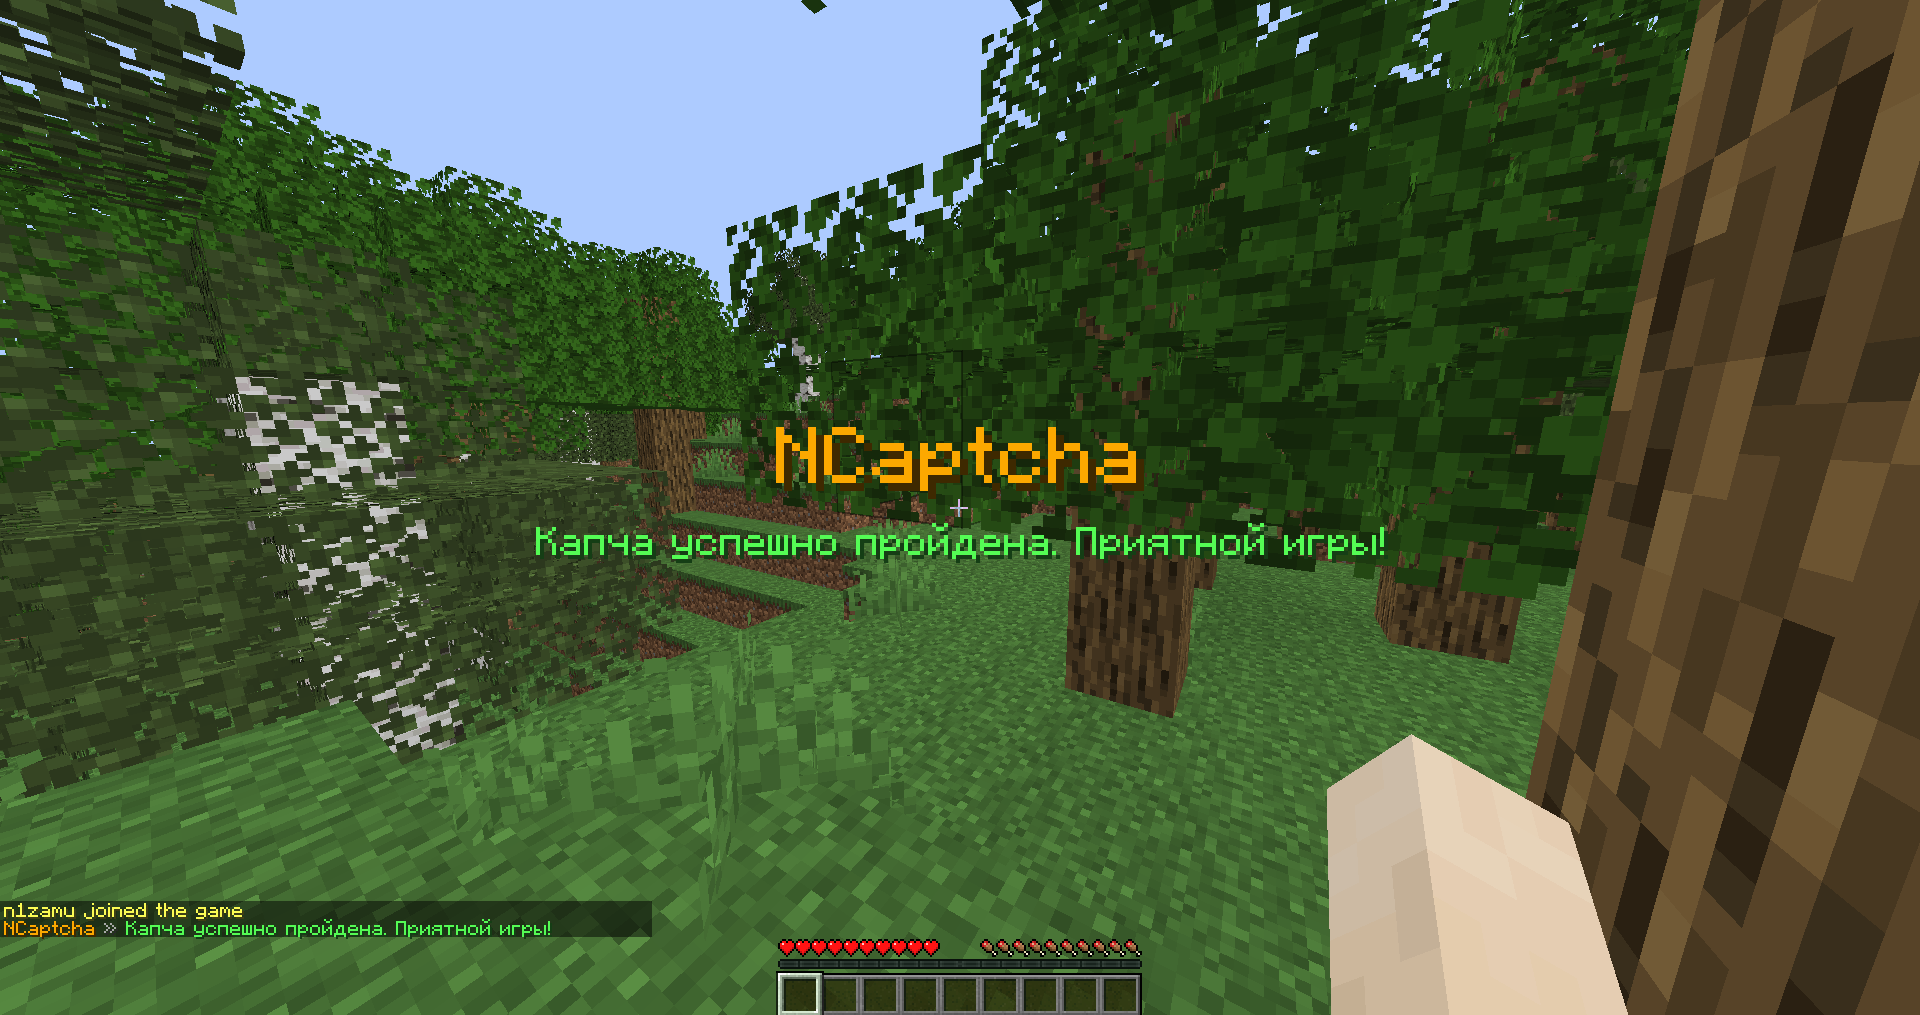 NCaptcha
Капча успешно пройдена. Приятной игры!
n1zamu joined the game
NCaptcha » Капча успешно пройдена. Приятной игры!